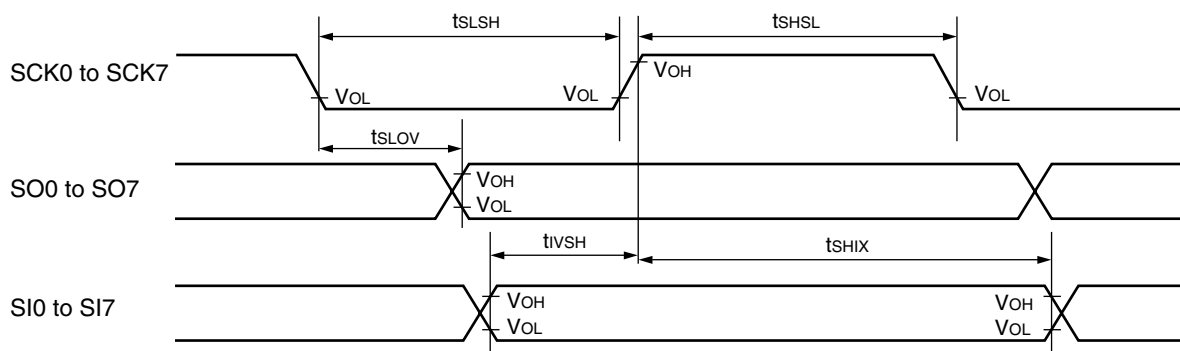 tSLSH
tSHSL
SCK0 to SCK7
VOH
VOL
VOL
VOL
tSLOV
SO0 to SO7
VOH
VOL
tIVSH
tSHIX
SI0 to SI7
VOH
VOH
VOL
VOL